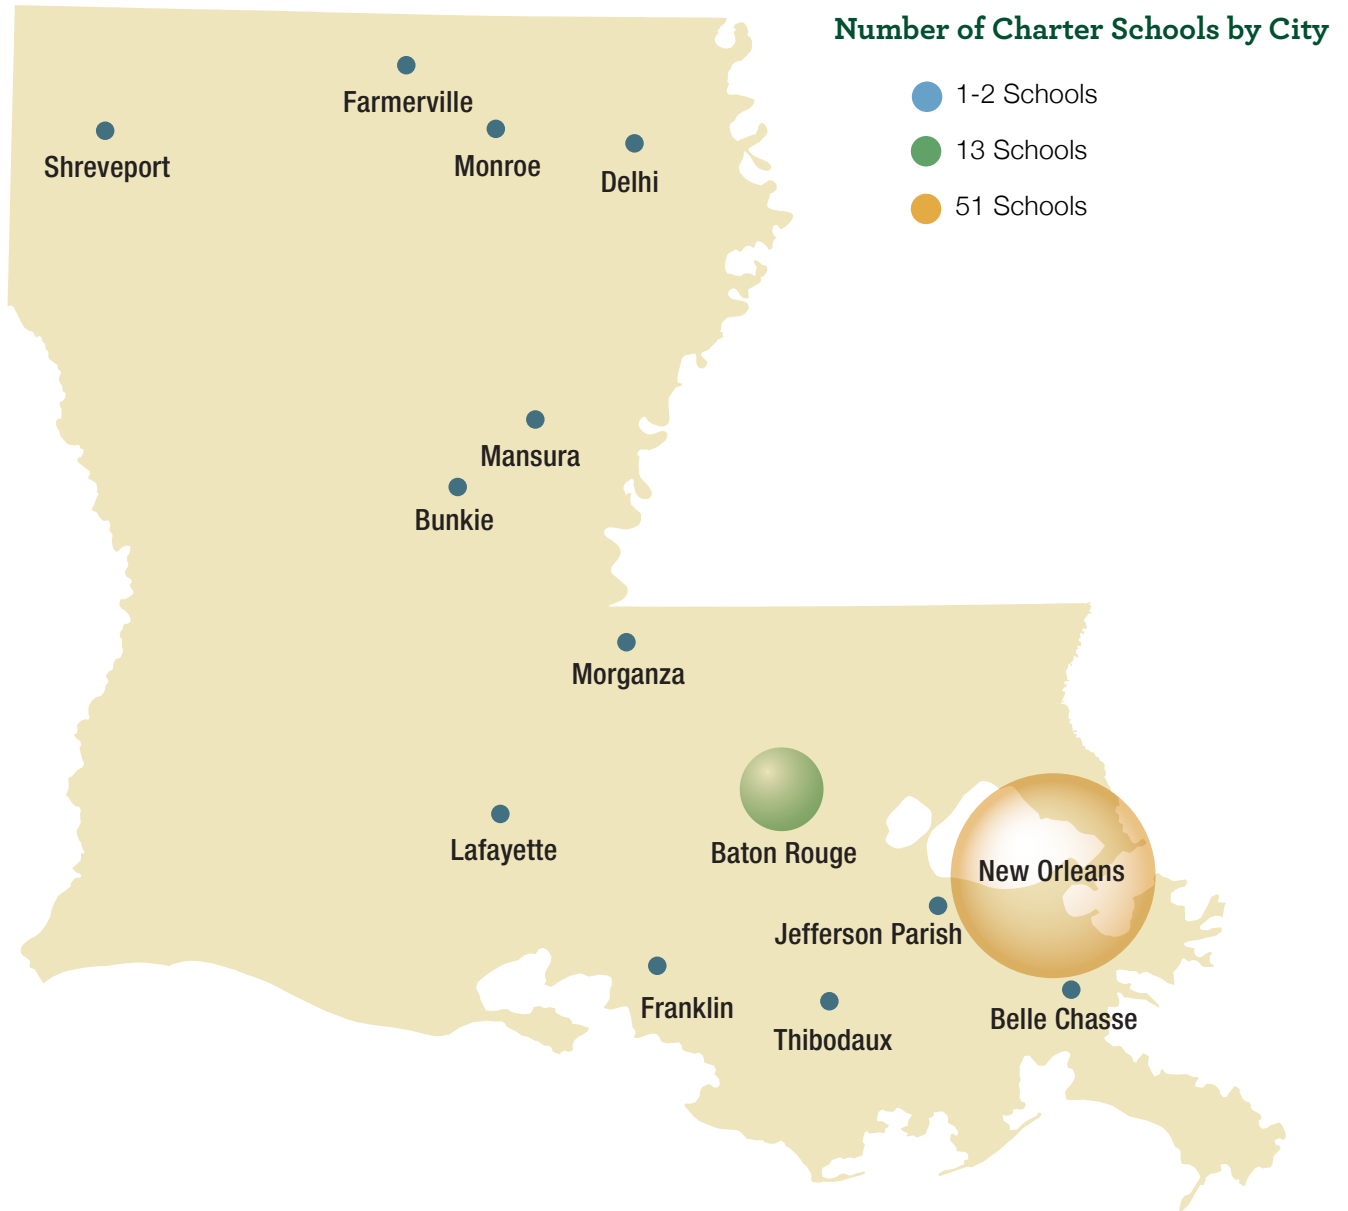 Number of Charter Schools by City
1-2 Schools
13 Schools
51 Schools
Farmerville
Shreveport
Monroe
Delhi
Mansura
Bunkie
Morganza
Lafayette
Baton Rouge
New Orleans
Jefferson Parish
Franklin
Belle Chasse
Thibodaux